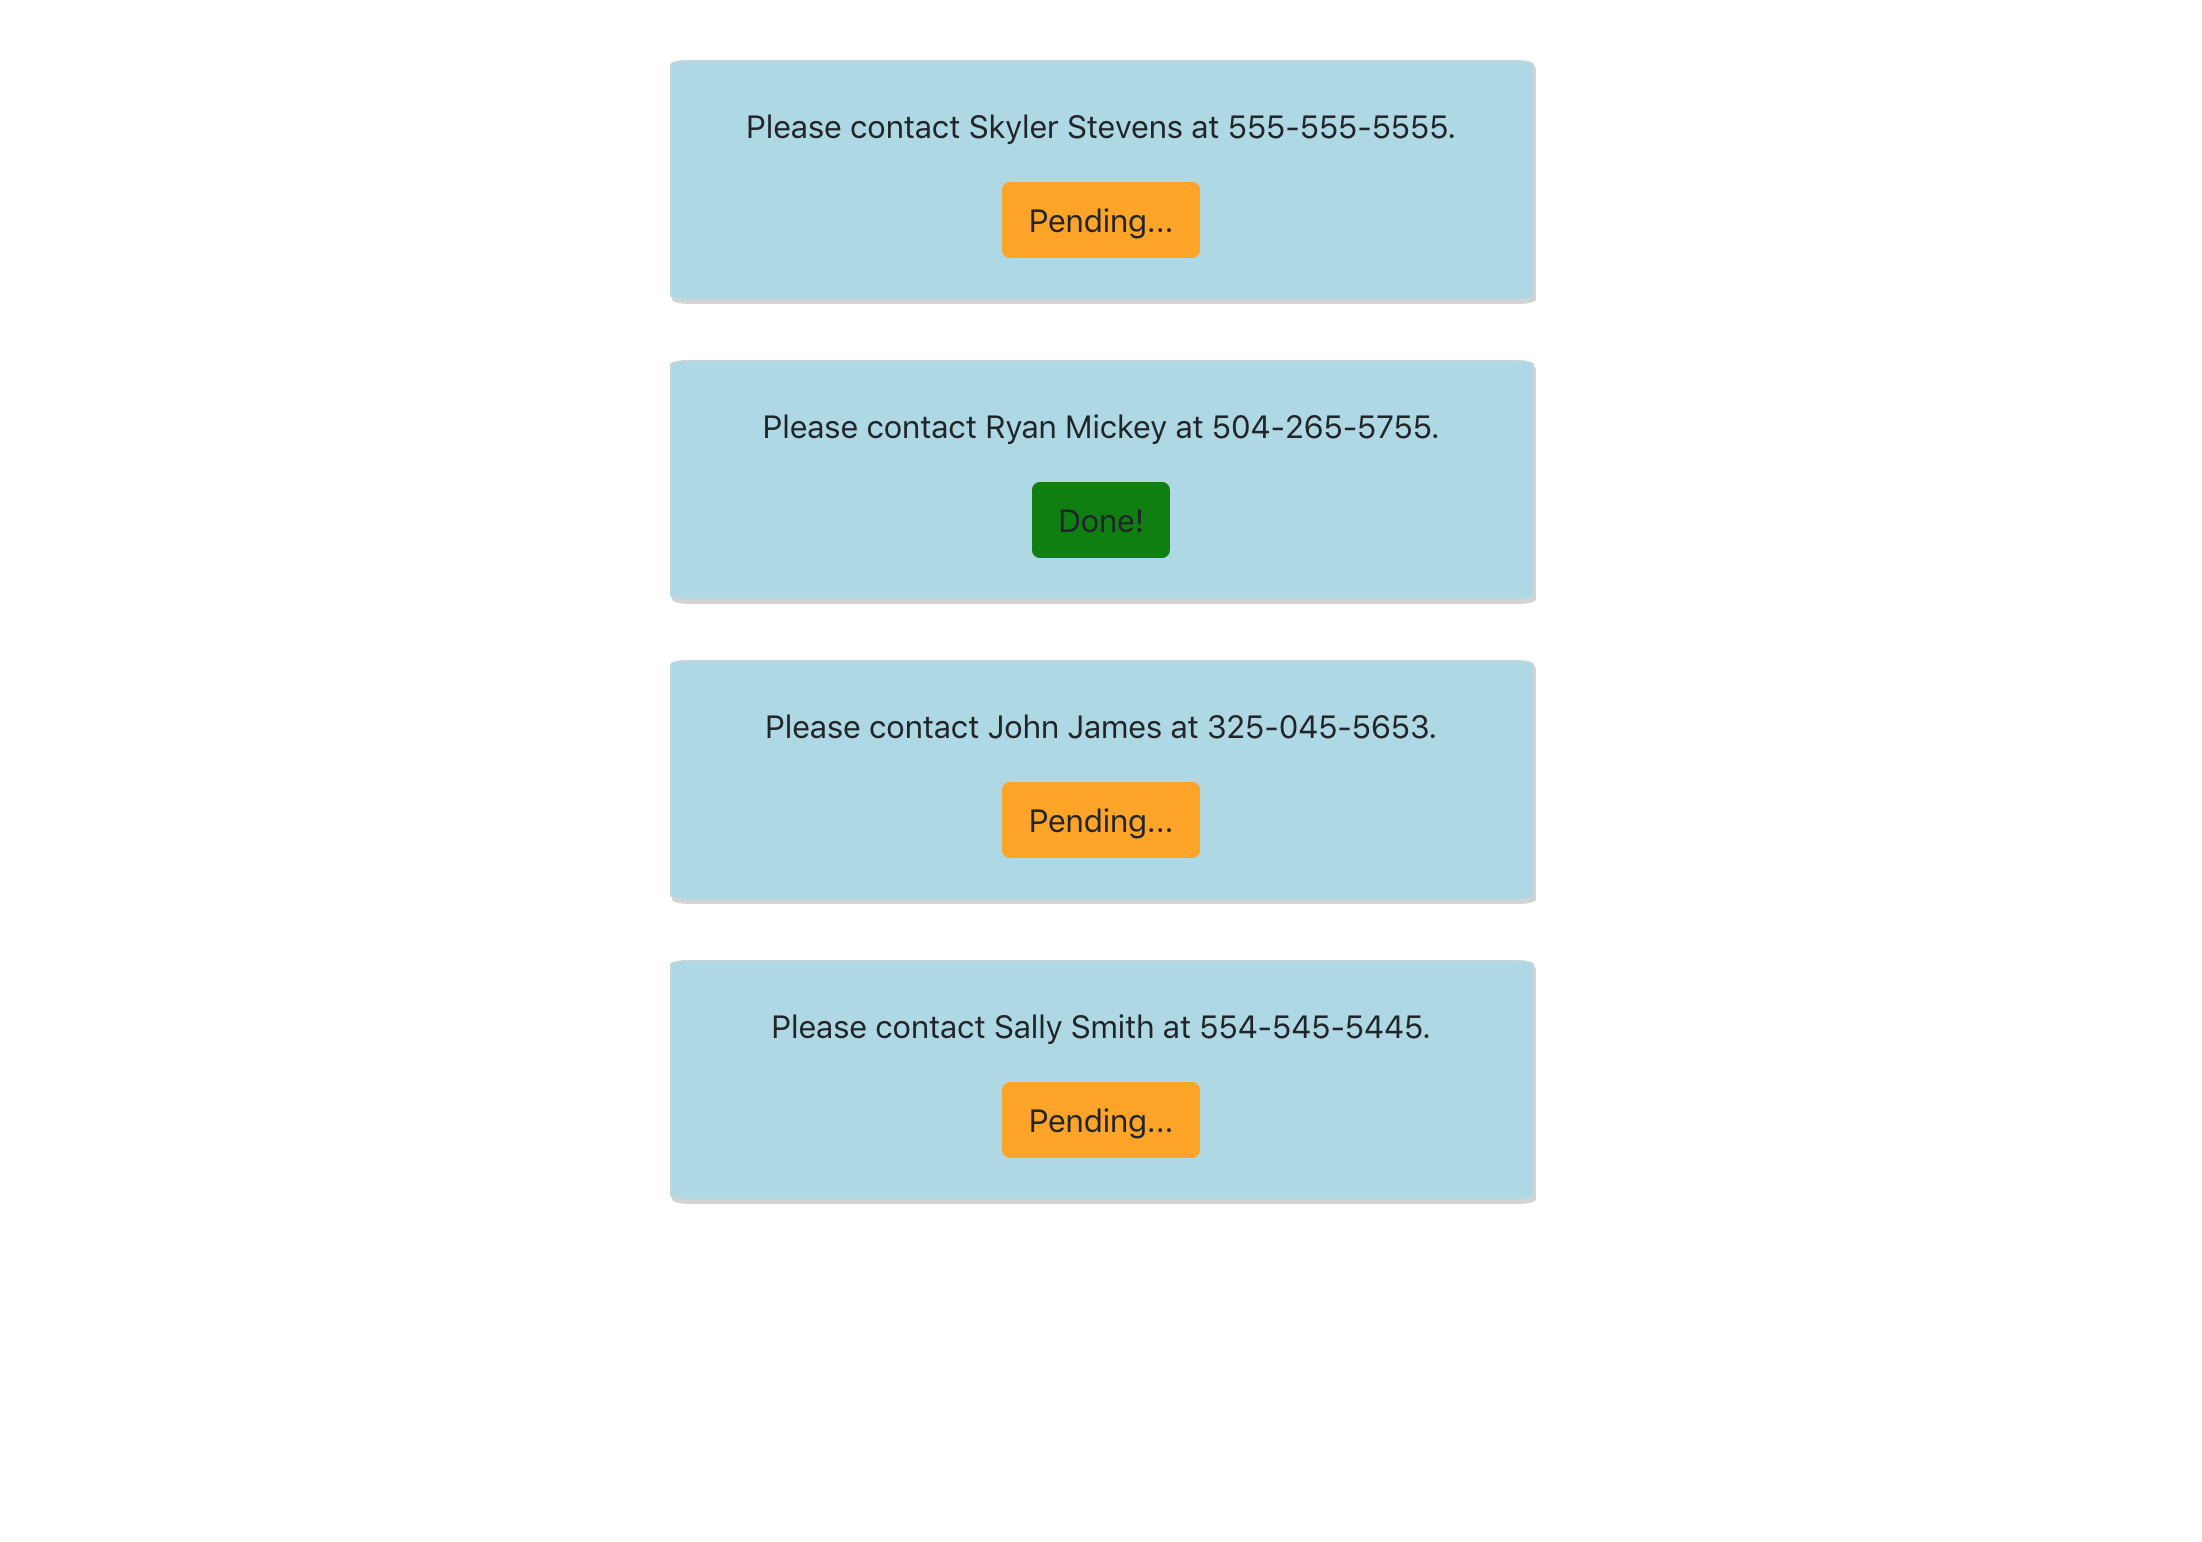 Please contact Skyler Stevens at 555-555-5555.
Pending...
Please contact Ryan Mickey at 504-265-5755.
Done!
Please contact John James at 325-045-5653.
Pending...
Please contact Sally Smith at 554-545-5445.
Pending...